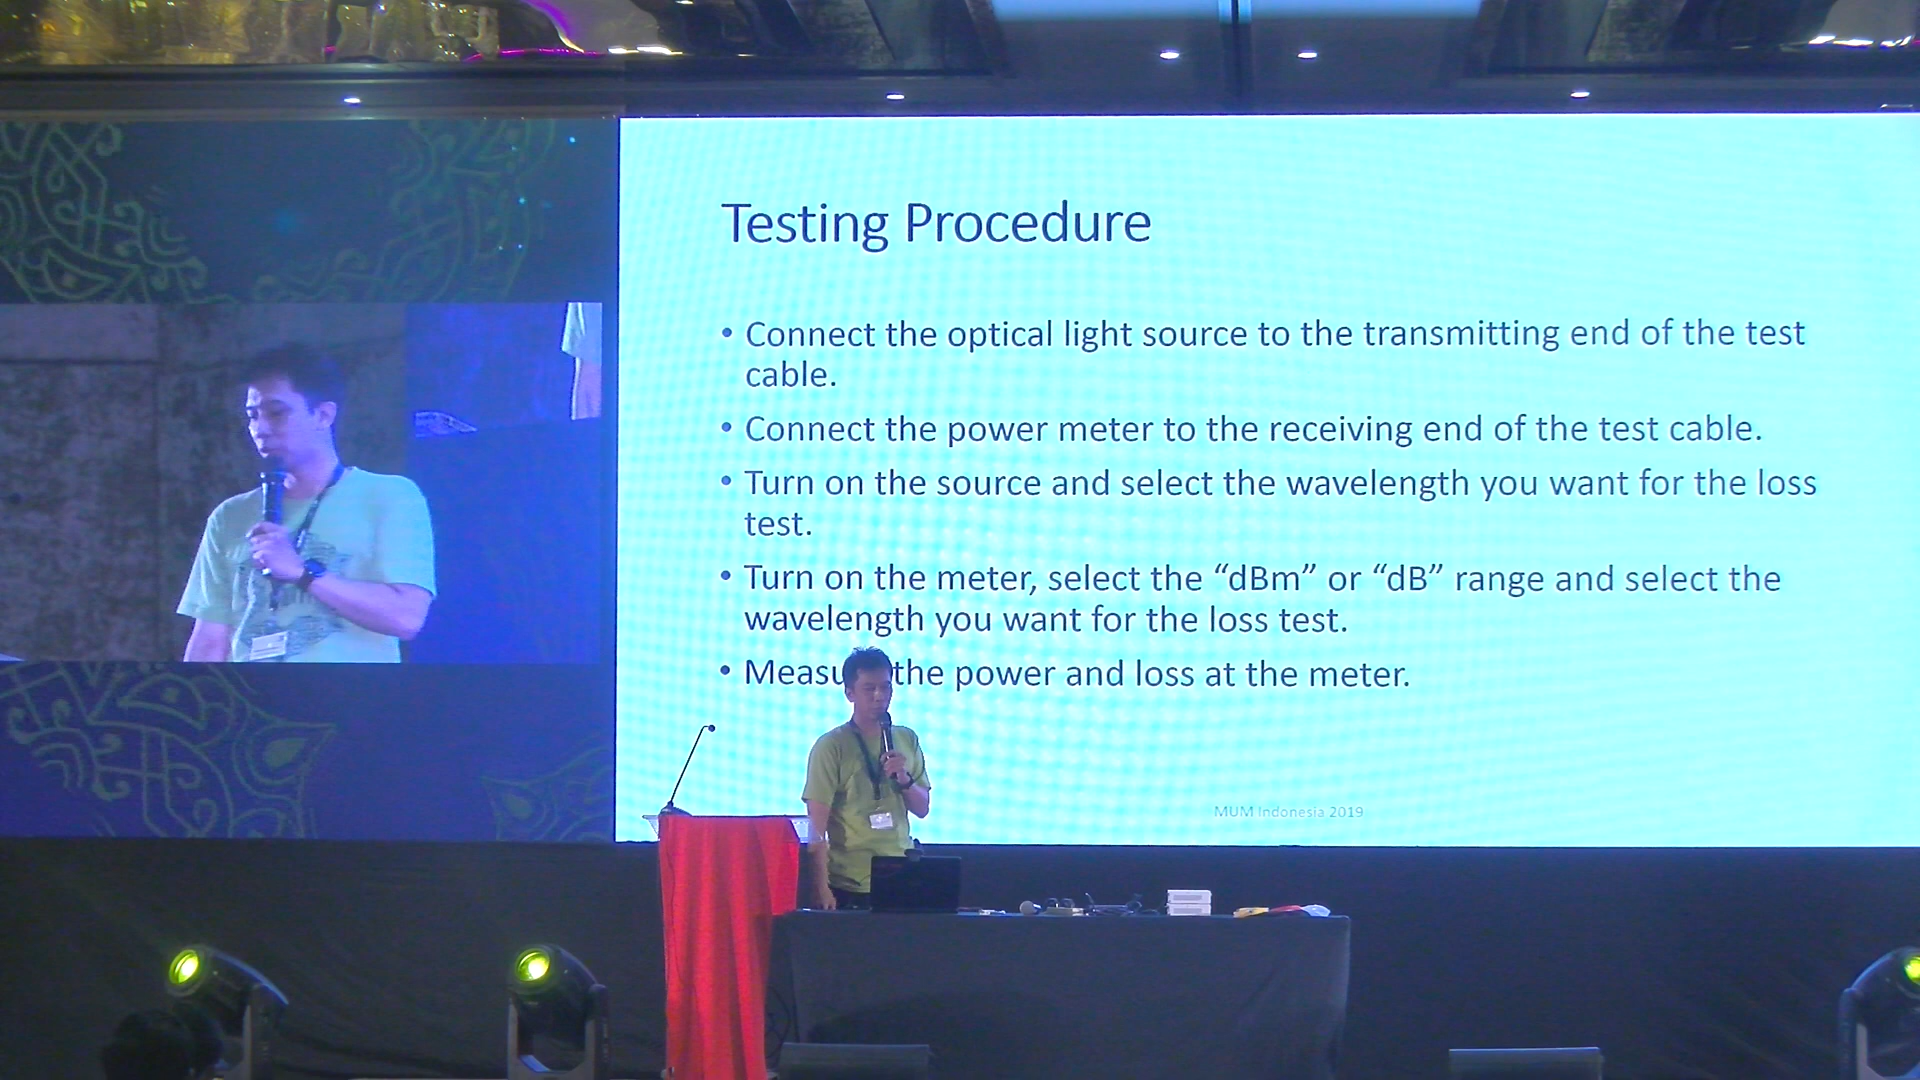 Testing Procedure
• Connect the optical light source to the transmitting end of the test
cable.
• Connect the power meter to the receiving end of the test cable.
• Turn on the source and select the wavelength you want for the loss
test.
• Turn on the meter, select the “dBm” or “dB” range and select the
wavelength you want for the loss test.
• Measu the power and loss at the meter.
MUM Indonesia 2019